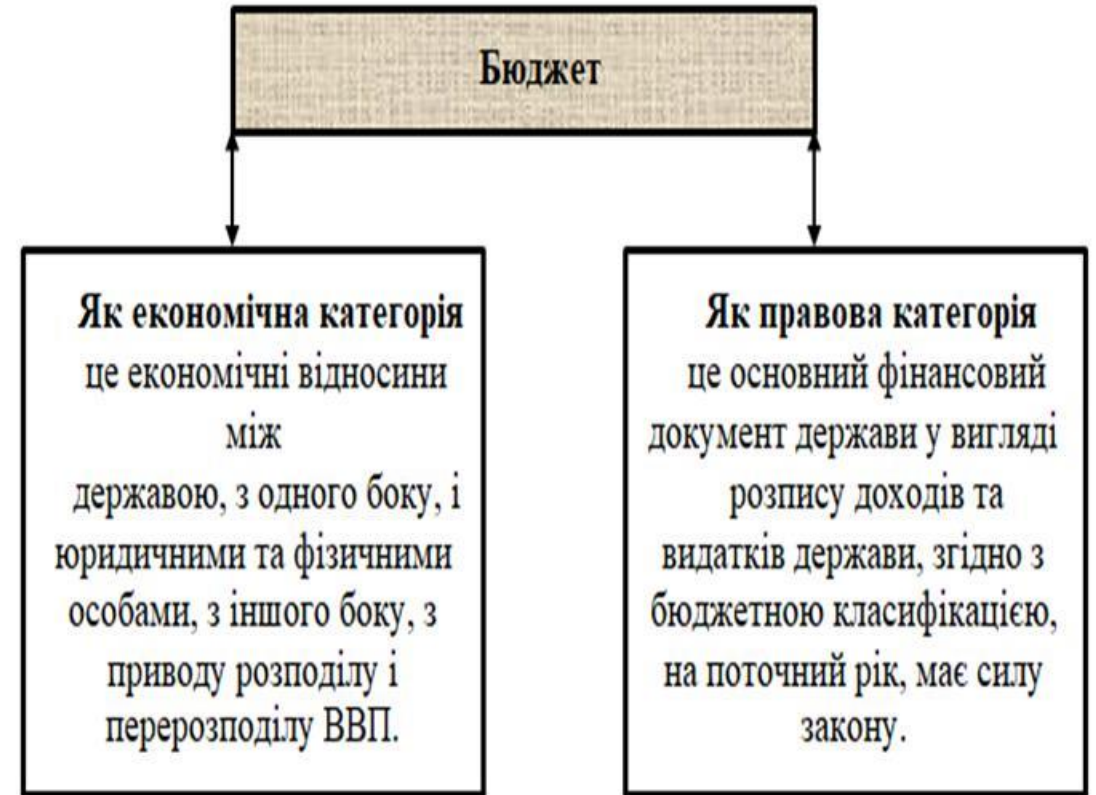 Бюджет
Як економічна категорія
це економічні відносини
між
державою, з одного боку, і
юридичними та фізичними
особами, з іншого боку, з
приводу розподілу і
перерозподілу ВВП.
Як правова категорія
це основний фінансовий
документ держави у вигляді
розпису доходів та
видатків держави, згідно з
бюджетною класифікацією,
на поточний рік, має силу
закону.